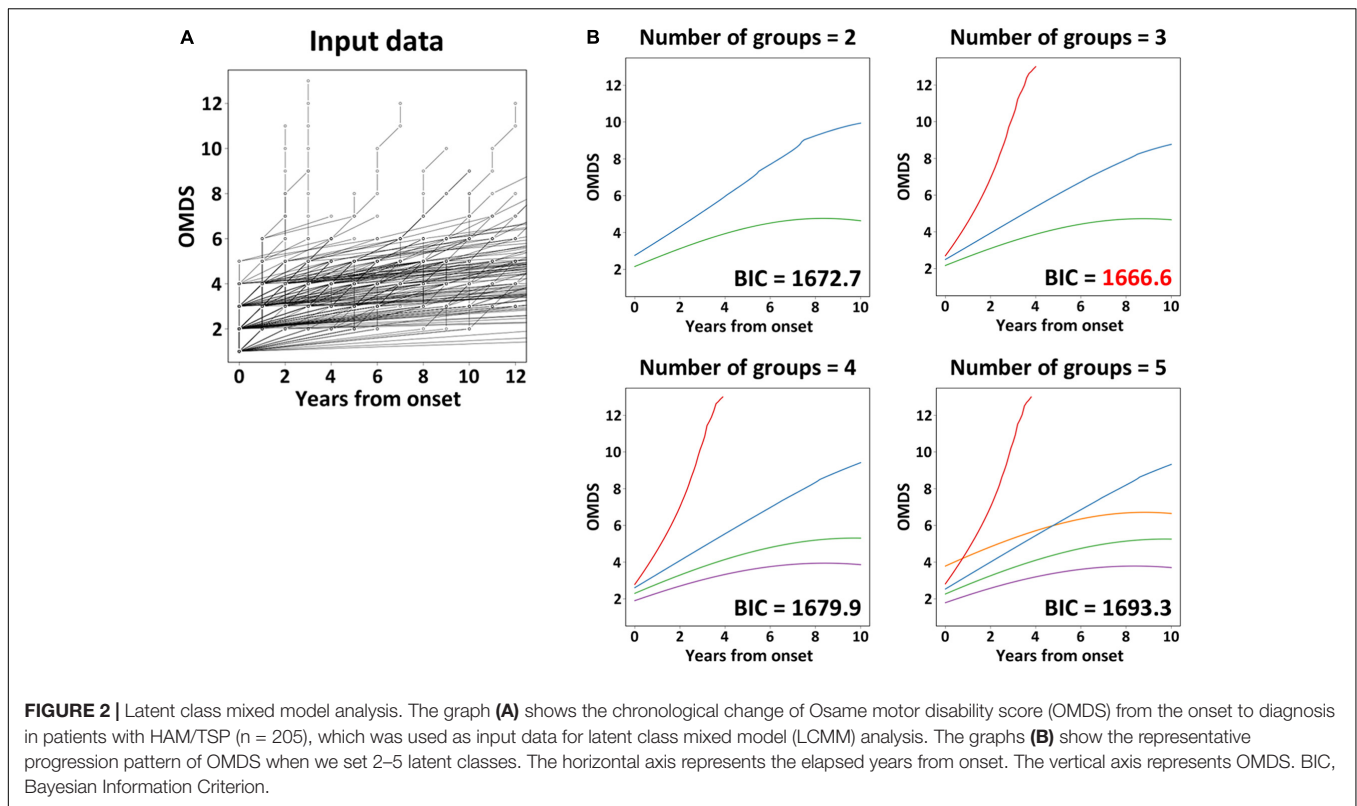 A
Input data
OMDS
12
10
8
6
4
2
0 2 4 6 8 10 12
Years from onset
B
Number of groups = 2
OMDS
12
10
8
6
4
2
BIC = 1672.7
0 2 4 6 8 10
Years from onset
Number of groups = 3
OMDS
12
10
8
6
4
2
BIC = 1666.6
0 2 4 6 8 10
Years from onset
Number of groups = 4
OMDS
12
10
8
6
4
2
BIC = 1679.9
0 2 4 6 8 10
Years from onset
Number of groups = 5
OMDS
12
10
8
6
4
2
BIC = 1693.3
0 2 4 6 8 10
Years from onset
FIGURE 2 | Latent class mixed model analysis. The graph (A) shows the chronological change of Osame motor disability score (OMDS) from the onset to diagnosis
in patients with HAM/TSP (n = 205), which was used as input data for latent class mixed model (LCMM) analysis. The graphs (B) show the representative
progression pattern of OMDS when we set 2–5 latent classes. The horizontal axis represents the elapsed years from onset. The vertical axis represents OMDS. BIC,
Bayesian Information Criterion.